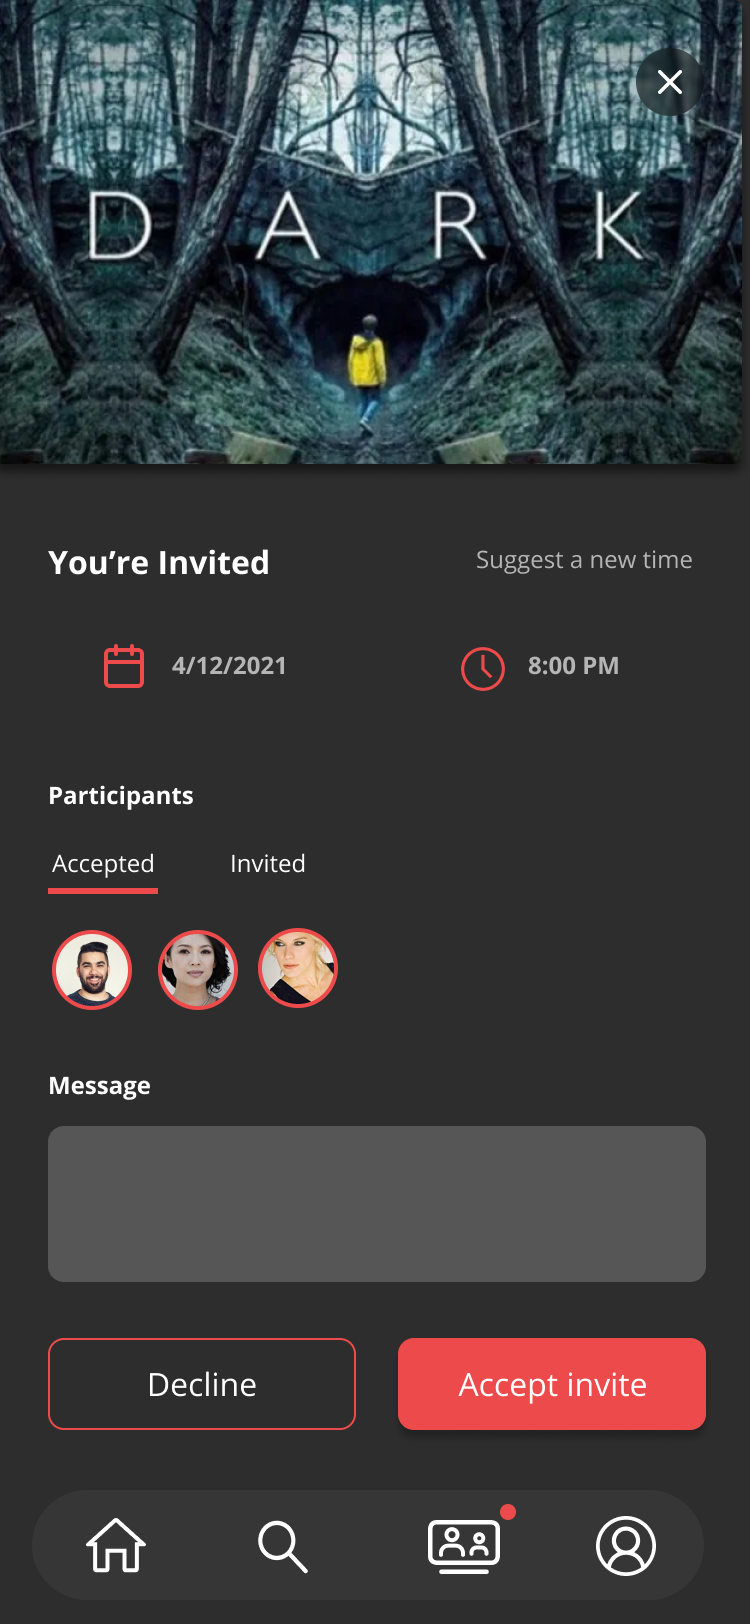 D A R K
You’re Invited
Suggest a new time
4/12/2021
8:00 PM
Participants
Accepted
Invited
Message
Decline
Accept invite